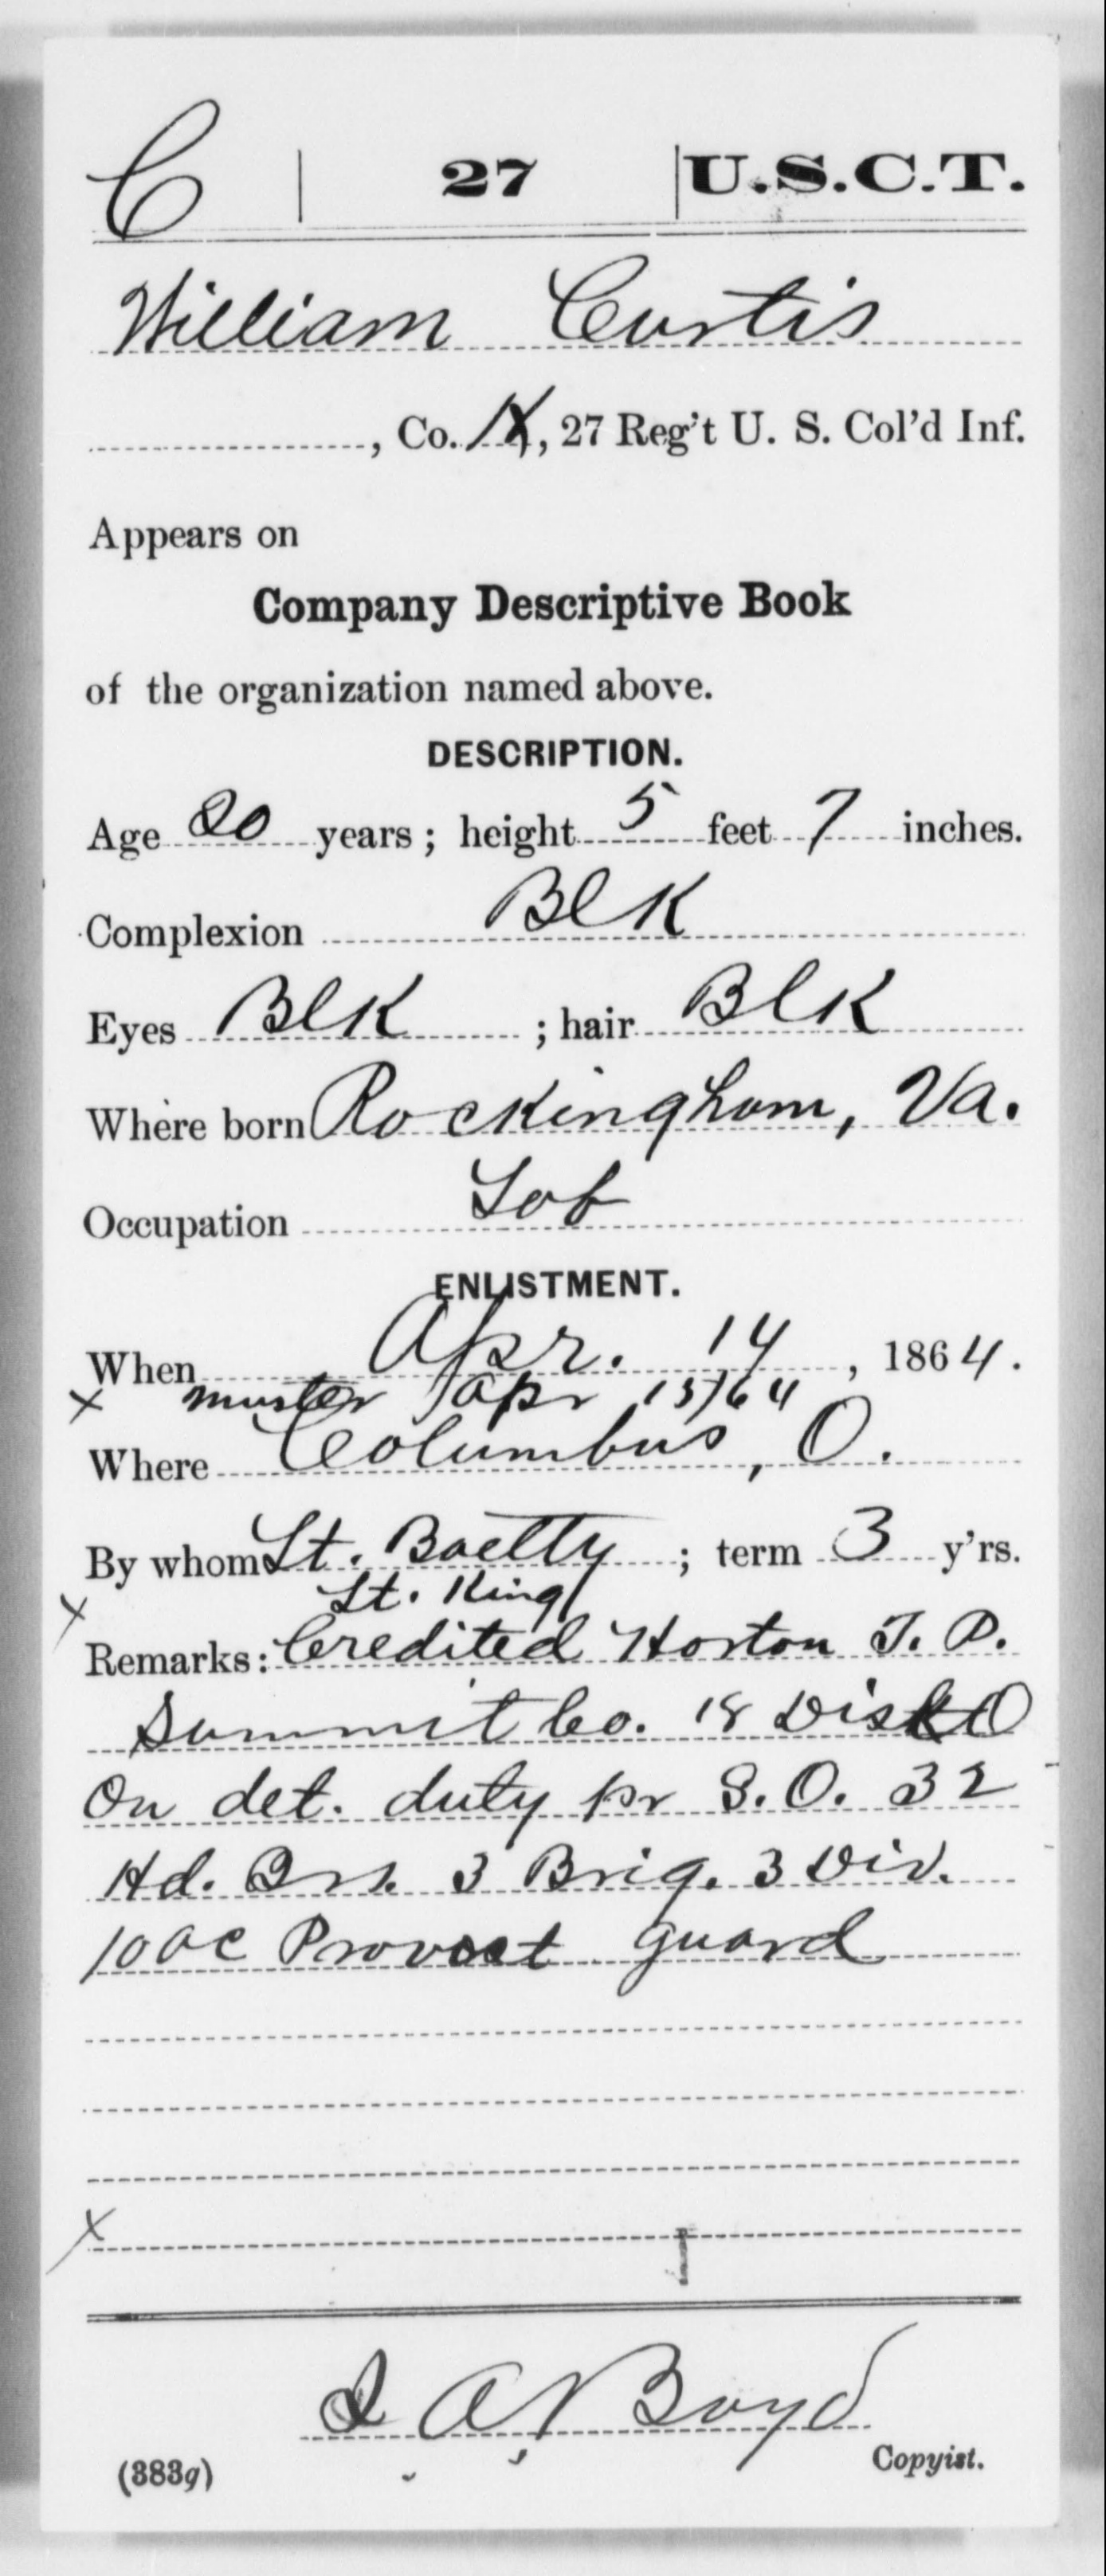 C | 27 | U.S.C.T.
William Curtis
, Co. K, 27 Reg't U. S. Col'd Inf.
Appears on
Company Descriptive Book
of the organization named above.
DESCRIPTION.
Age 20 years; height 5 feet 7 inches.
Complexion Blk
Eyes Blk ; hair Blk
Where born Rockingham, Va.
Occupation Lab
ENLISTMENT.
When Apr. 14, 1864.
x muster Apr 15/64
Where Columbus, O.
By whom Lt. Baetty ; term 3 y'rs.
x Lt. King
Remarks: Credited Horton T. P.
Summit Co. 18 Dist O
On det. duty pr S.O. 32
Hd. Qrs. 3 Brig. 3 Div.
10 AC Provost guard
x
Boyd
(383g) Copyist.